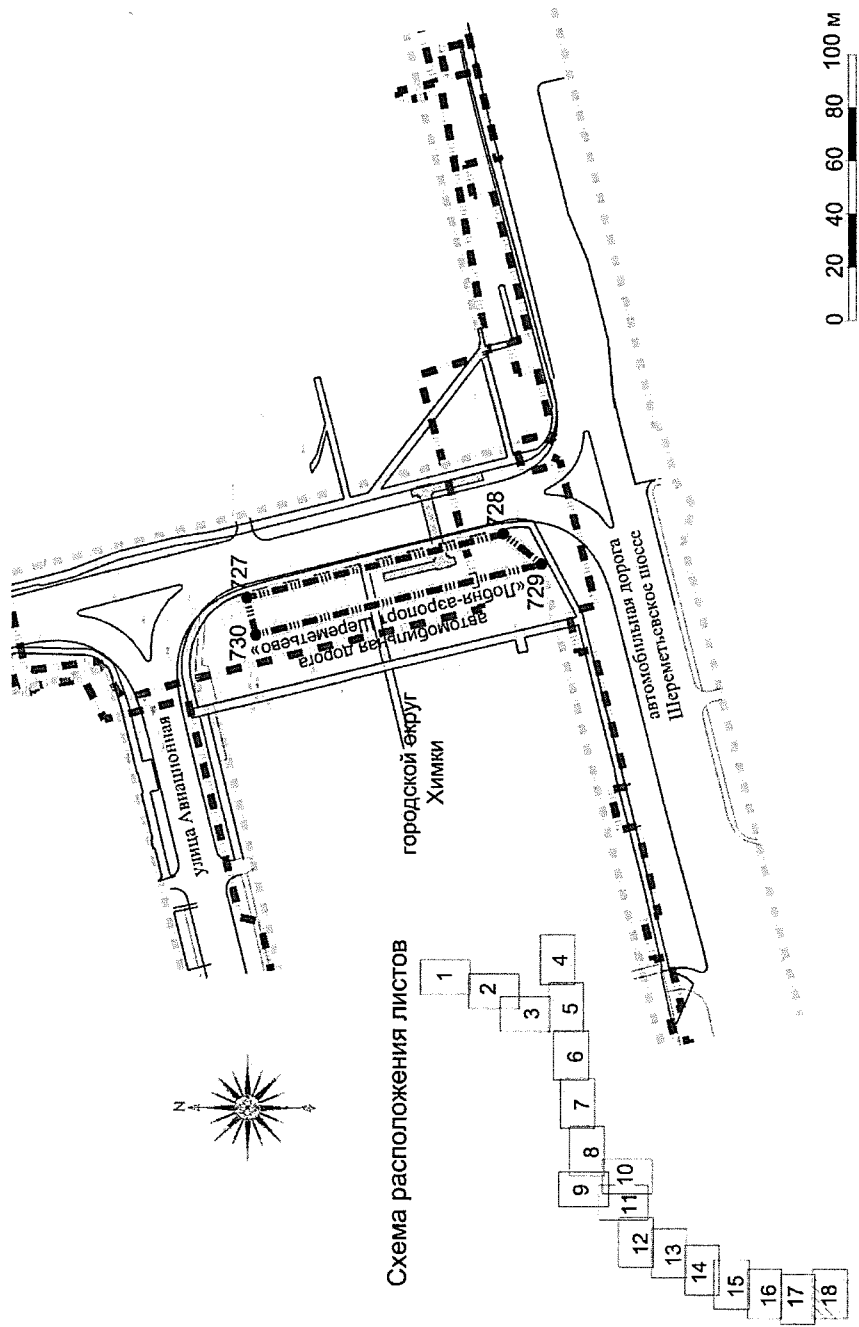 727
728
729
730
автомобильная дорога
«Лобня-аэропорт Шереметьево»
улица Авиационная
городской округ
Химки
автомобильная дорога
Шереметьевское шоссе
N
Схема расположения листов
1
2
3
4
5
6
7
8
9
10
11
12
13
14
15
16
17
18
0 20 40 60 80 100 м